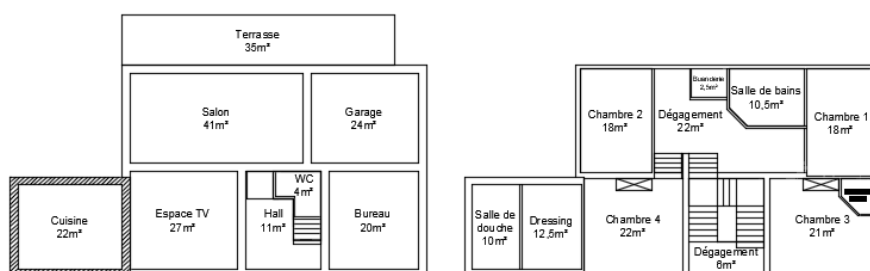 Terrasse
35m²
Salon
41m²
Garage
24m²
WC
4m²
Cuisine
22m²
Espace TV
27m²
Hall
11m²
Bureau
20m²
Buanderie
2,5m²
Salle de bains
10,5m²
Chambre 2
18m²
Dégagement
22m²
Chambre 1
18m²
Salle de
douche
10m²
Dressing
12,5m²
Chambre 4
22m²
Chambre 3
21m²
Dégagement
6m²